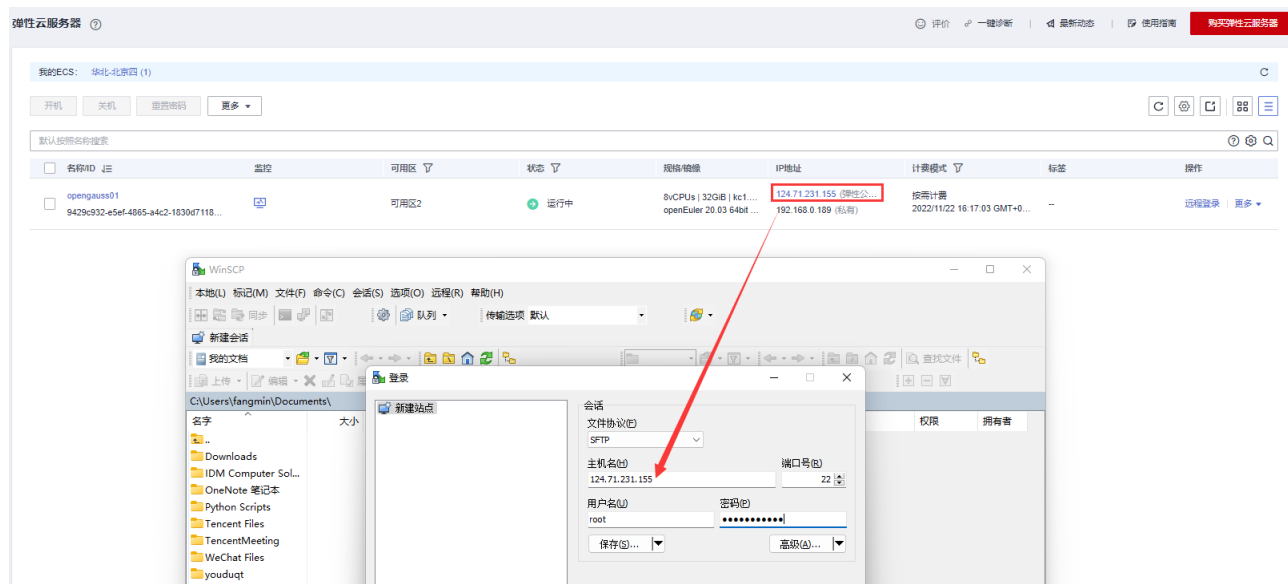 弹性云服务器
评价 一键诊断 | 最新动态 | 使用指南 购买弹性云服务器
我的ECS: 华北-北京四 (1)
开机 关机 重置密码 更多
默认按照名称搜索
名称/ID 监控 可用区 状态 规格/镜像 IP地址 计费模式 标签 操作
opengauss01
9429c932-e5ef-4865-a4c2-1830d7118...
可用区2
运行中
8vCPUs | 32GiB | kc1....
openEuler 20.03 64bit ...
124.71.231.155 (弹性公...
192.168.0.189 (私有)
按需计费
2022/11/22 16:17:03 GMT+0...
--
远程登录 | 更多
WinSCP
本地(L) 标记(M) 文件(F) 命令(C) 会话(S) 选项(O) 远程(R) 帮助(H)
同步 队列 传输选项 默认
新建会话
我的文档 查找文件
上传 编辑
C:\Users\fangmin\Documents\
名字 大小 权限 拥有者
..
Downloads
IDM Computer Sol...
OneNote 笔记本
Python Scripts
Tencent Files
TencentMeeting
WeChat Files
youduqt
登录
新建站点
会话
文件协议(F)
SFTP
主机名(H) 端口号(R)
124.71.231.155 22
用户名(U) 密码(P)
root
保存(S)... 高级(A)...